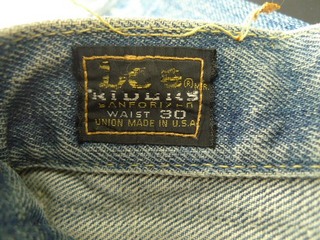 Lee ® M.R.
RIDERS
SANFORIZED
WAIST 30
UNION MADE IN U.S.A.